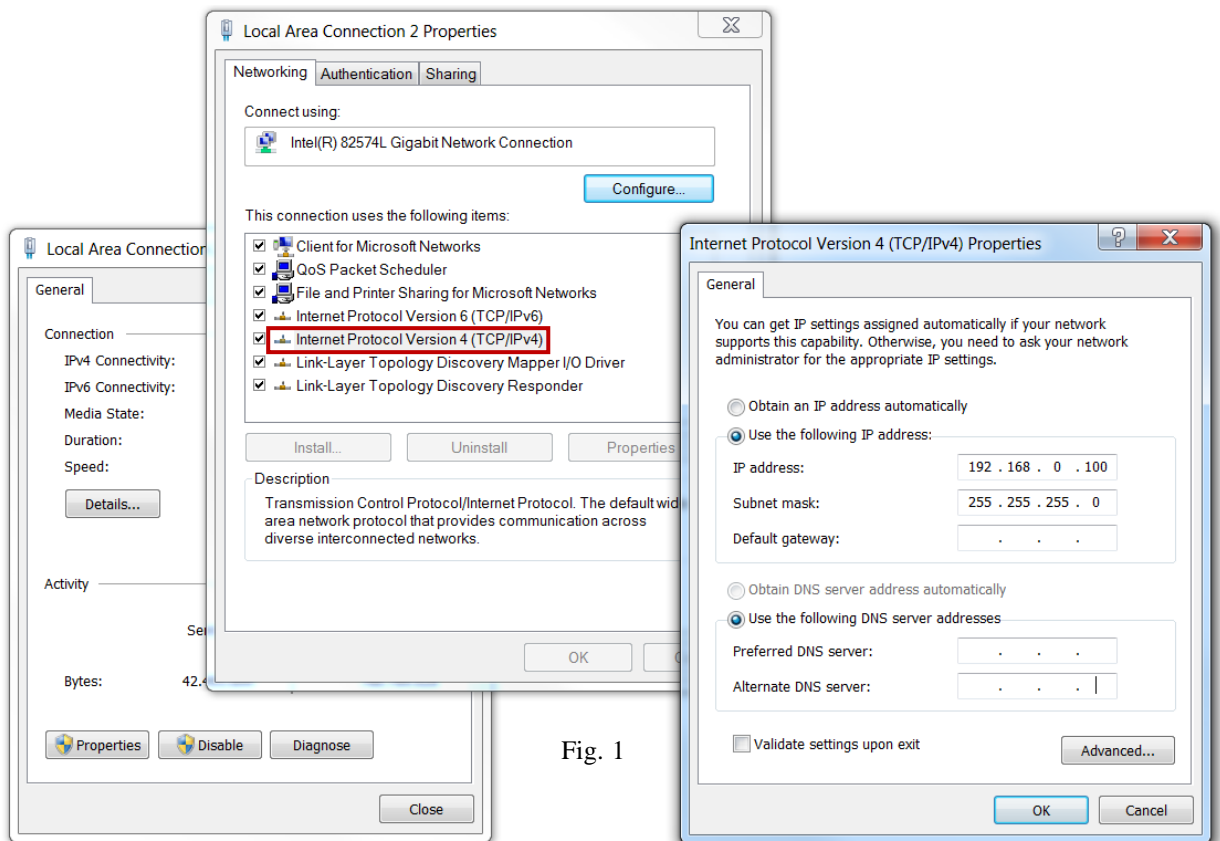 Local Area Connection 2 Properties
Networking
Authentication
Sharing
Connect using:
Intel(R) 82574L Gigabit Network Connection
Configure...
This connection uses the following items:
Client for Microsoft Networks
QoS Packet Scheduler
File and Printer Sharing for Microsoft Networks
Internet Protocol Version 6 (TCP/IPv6)
Internet Protocol Version 4 (TCP/IPv4)
Link-Layer Topology Discovery Mapper I/O Driver
Link-Layer Topology Discovery Responder
Install...
Uninstall
Properties
Description
Transmission Control Protocol/Internet Protocol. The default wid
area network protocol that provides communication across
diverse interconnected networks.
OK
Local Area Connection
General
Connection
IPv4 Connectivity:
IPv6 Connectivity:
Media State:
Duration:
Speed:
Details...
Activity
Sen
Bytes:
42.4
Properties
Disable
Diagnose
Close
Fig. 1
Internet Protocol Version 4 (TCP/IPv4) Properties
General
You can get IP settings assigned automatically if your network
supports this capability. Otherwise, you need to ask your network
administrator for the appropriate IP settings.
Obtain an IP address automatically
Use the following IP address:
IP address: 192 . 168 . 0 . 100
Subnet mask: 255 . 255 . 255 . 0
Default gateway: . . .
Obtain DNS server address automatically
Use the following DNS server addresses
Preferred DNS server: . . .
Alternate DNS server: . . .
Validate settings upon exit
Advanced...
OK
Cancel